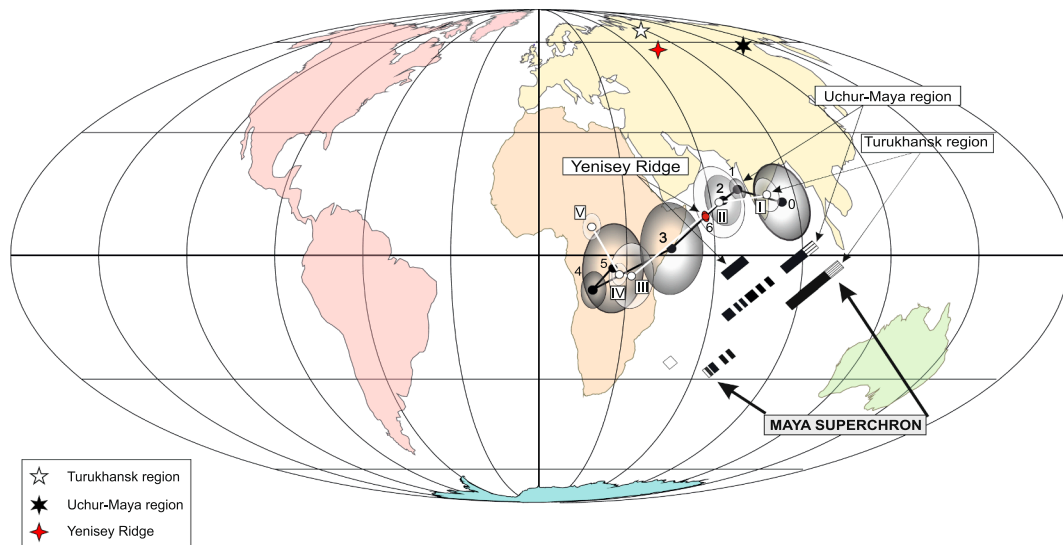 Uchur-Maya region
Turukhansk region
Yenisey Ridge
1
2
I
0
V
II
6
3
5
4
IV
III
MAYA SUPERCHRON
Turukhansk region
Uchur-Maya region
Yenisey Ridge